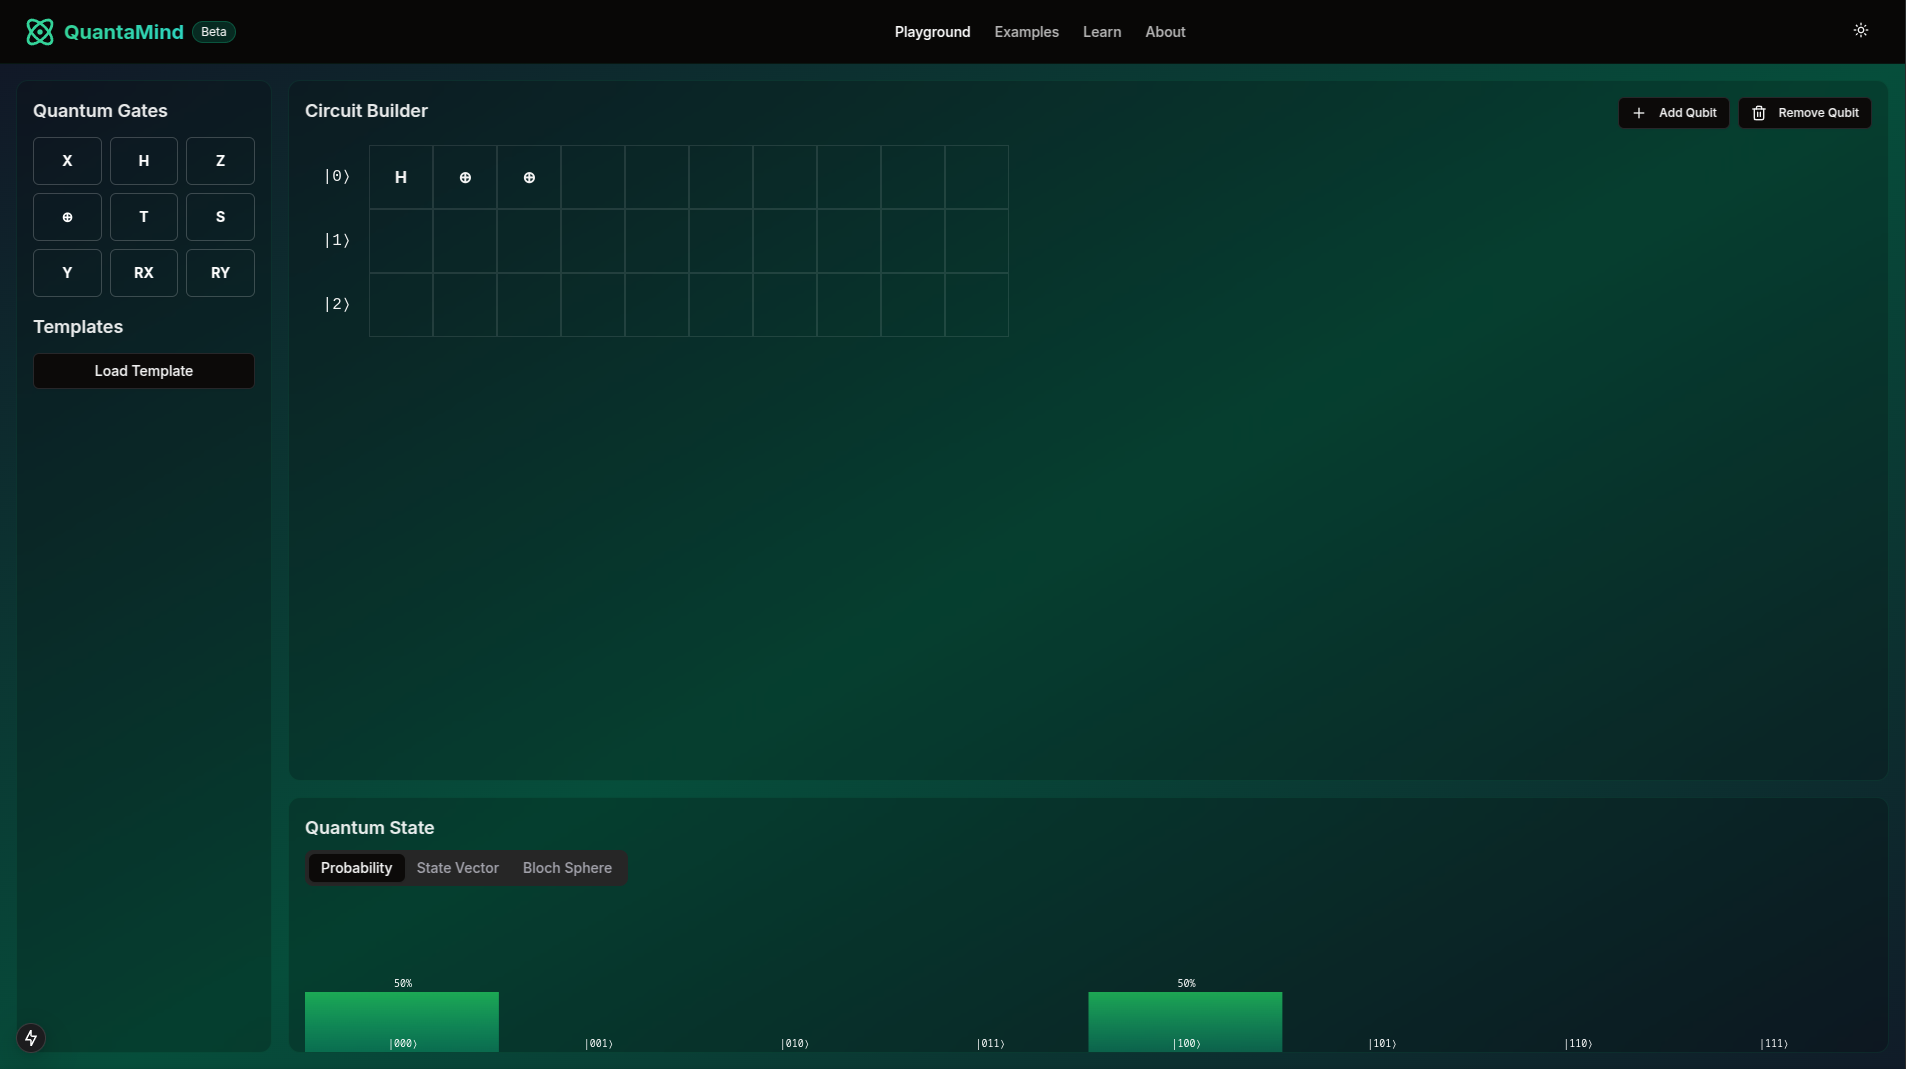 QuantaMind Beta
Playground Examples Learn About
Quantum Gates
X H Z
⊕ T S
Y RX RY
Templates
Load Template
Circuit Builder
Add Qubit Remove Qubit
|0⟩ H ⊕ ⊕
|1⟩
|2⟩
Quantum State
Probability State Vector Bloch Sphere
50% 50%
|000⟩ |001⟩ |010⟩ |011⟩ |100⟩ |101⟩ |110⟩ |111⟩